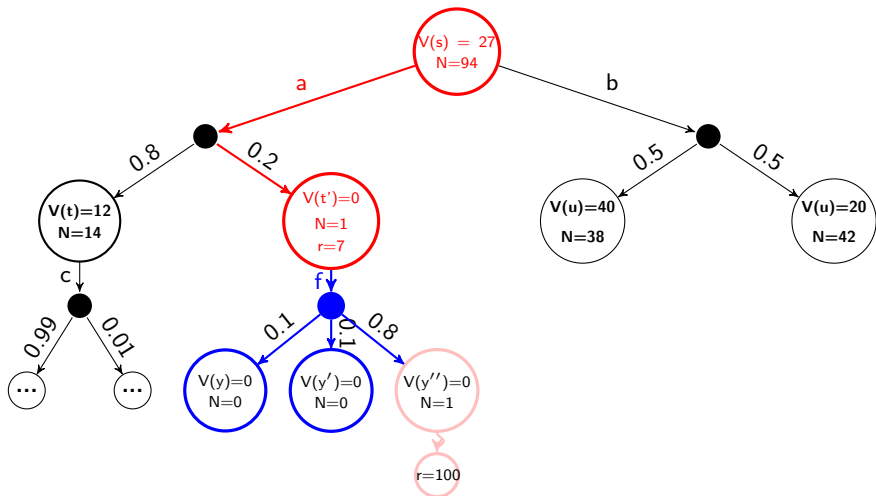 V(s) = 27
N=94
a
b
0.8
0.2
0.5
0.5
V(t)=12
N=14
V(t')=0
N=1
r=7
V(u)=40
N=38
V(u)=20
N=42
c
f
0.99
0.01
0.1
0.1
0.8
...
...
V(y)=0
N=0
V(y′)=0
N=0
V(y′′)=0
N=1
r=100